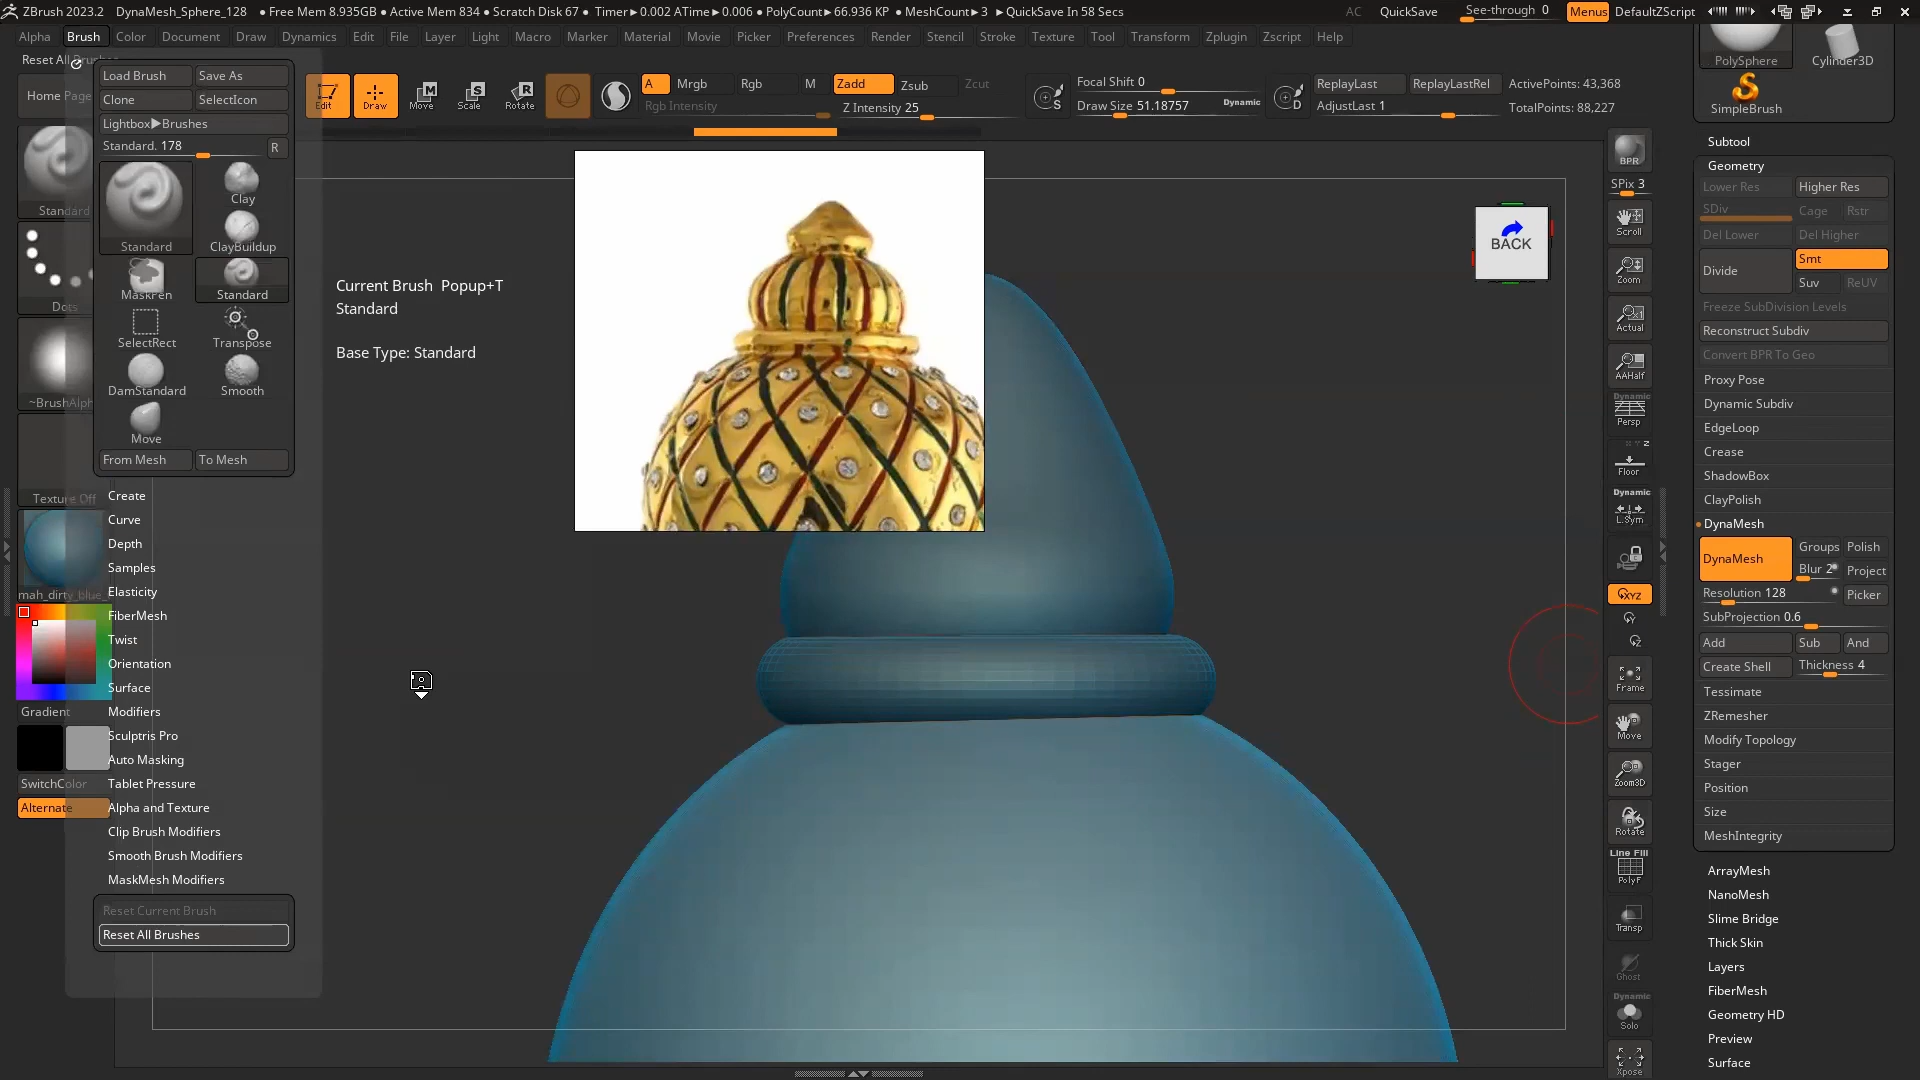 ZBrush 2023.2 DynaMesh_Sphere_128 ● Free Mem 8.935GB ● Active Mem 834 ● Scratch Disk 67 ● Timer►0.002 ATime►0.006 ● PolyCount►66.936 KP ● MeshCount►3 ►QuickSave In 58 Secs AC QuickSave See-through 0 Menus DefaultZScript
Alpha Brush Color Document Draw Dynamics Edit File Layer Light Macro Marker Material Movie Picker Preferences Render Stencil Stroke Texture Tool Transform Zplugin Zscript Help
Reset All Brushes
Home Page
Load Brush Save As
Clone SelectIcon
Lightbox►Brushes
Standard. 178 R
Standard
Clay
ClayBuildup
MaskPen Standard
SelectRect Transpose
DamStandard Smooth
Move
From Mesh To Mesh
Create
Curve
Depth
Samples
Elasticity
FiberMesh
Twist
Orientation
Surface
Modifiers
Sculptris Pro
Auto Masking
Tablet Pressure
Alpha and Texture
Clip Brush Modifiers
Smooth Brush Modifiers
MaskMesh Modifiers
Reset Current Brush
Reset All Brushes
Standard
Dots
~BrushAlph
Texture Off
mah_dirty_blue_
Gradient
SwitchColor
Alternate
Edit Draw Move Scale Rotate
A Mrgb Rgb M Zadd Zsub Zcut
Rgb Intensity Z Intensity 25
S Focal Shift 0
Draw Size 51.18757 Dynamic
D ReplayLast ReplayLastRel ActivePoints: 43,368
AdjustLast 1 TotalPoints: 88,227
Current Brush Popup+T
Standard
Base Type: Standard
BACK
BPR
SPix 3
Scroll
Zoom
Actual
AAHalf
Dynamic
Persp
Floor
Dynamic
L.Sym
XYZ
Frame
Move
Zoom3D
Rotate
Line Fill
PolyF
Transp
Ghost
Dynamic
Solo
Xpose
PolySphere Cylinder3D
SimpleBrush
Subtool
Geometry
Lower Res Higher Res
SDiv Cage Rstr
Del Lower Del Higher
Divide Smt
Suv ReUV
Freeze SubDivision Levels
Reconstruct Subdiv
Convert BPR To Geo
Proxy Pose
Dynamic Subdiv
EdgeLoop
Crease
ShadowBox
ClayPolish
DynaMesh
DynaMesh Groups Polish
Blur 2 Project
Resolution 128 Picker
SubProjection 0.6
Add Sub And
Create Shell Thickness 4
Tessimate
ZRemesher
Modify Topology
Stager
Position
Size
MeshIntegrity
ArrayMesh
NanoMesh
Slime Bridge
Thick Skin
Layers
FiberMesh
Geometry HD
Preview
Surface